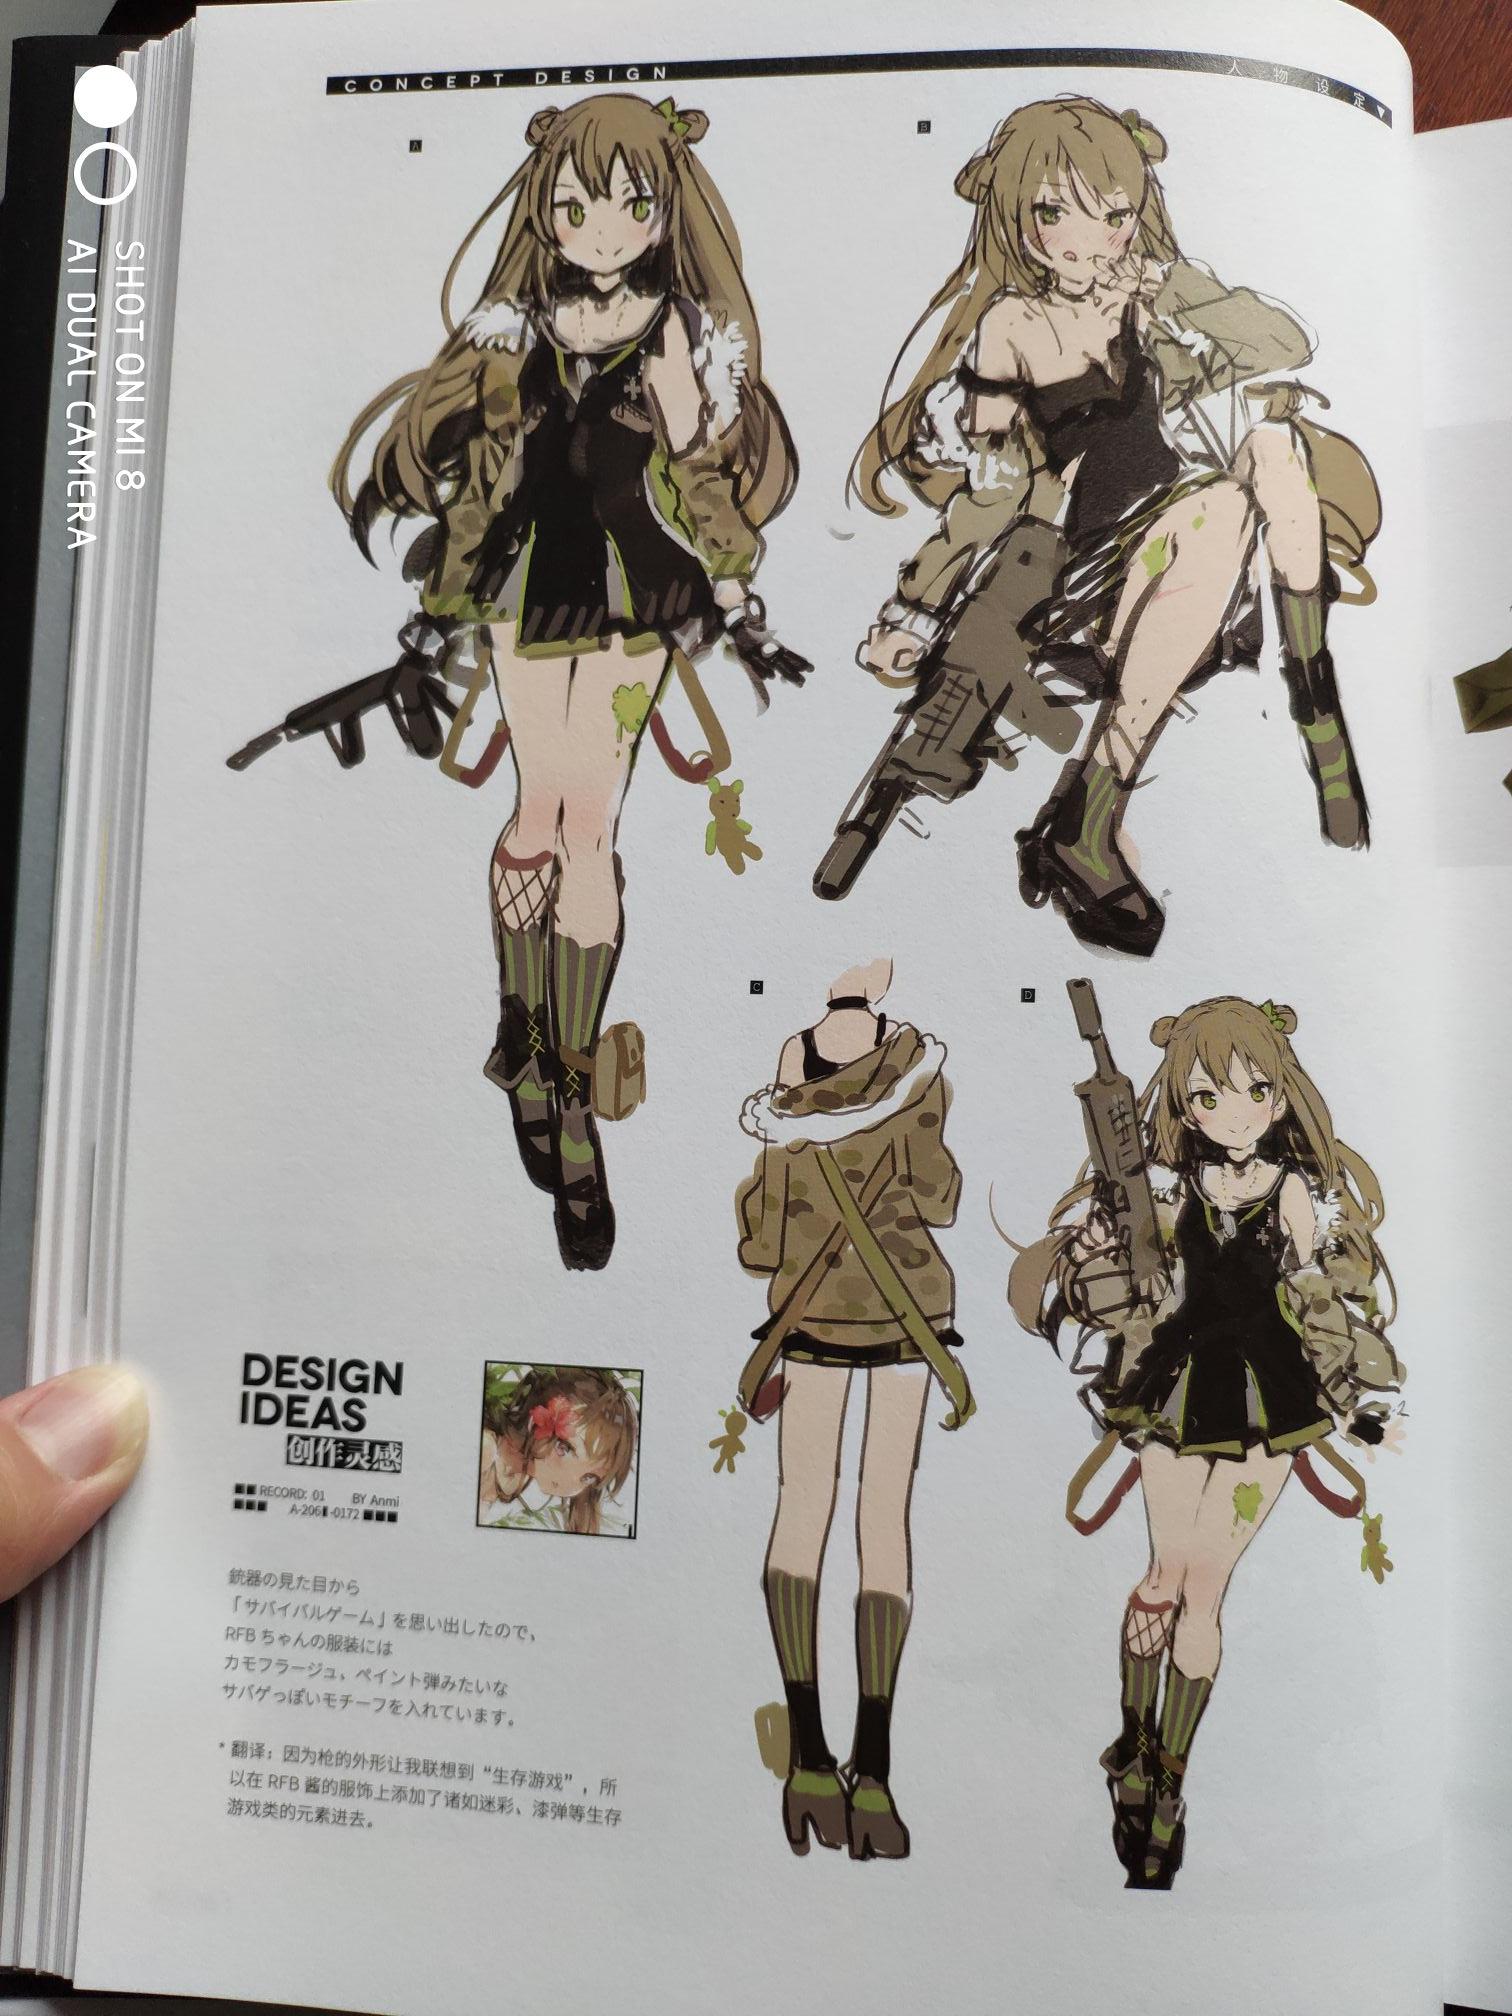 CONCEPT DESIGN
人物设定
A
B
C
D
DESIGN
IDEAS
创作灵感
RECORD: 01 BY Anmi
銃器の見た目から
「サバイバルゲーム」を思い出したので、
RFBちゃんの服装には
カモフラージュ、ペイント弾みたいな
サバゲっぽいモチーフを入れています。
* 翻译：因为枪的外形让我联想到“生存游戏”，所
以在 RFB 酱的服饰上添加了诸如迷彩、漆弹等生存
游戏类的元素进去。
SHOT ON MI 8
AI DUAL CAMERA